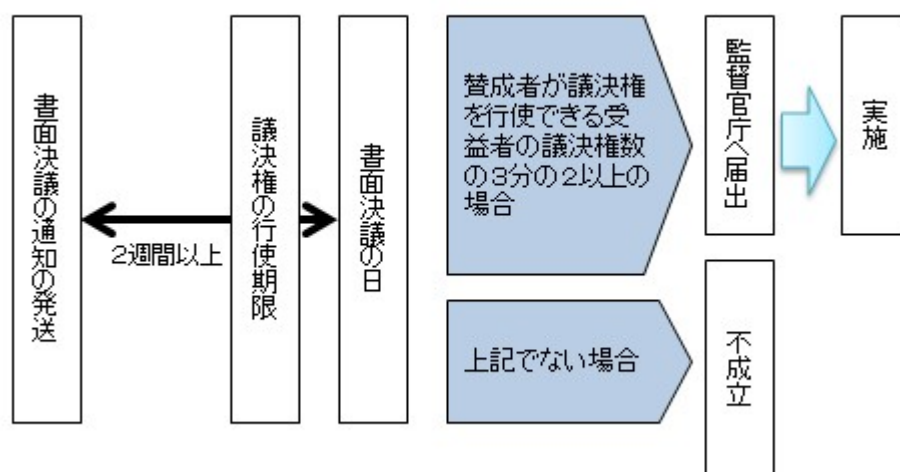 書面決議の通知の発送
2週間以上
議決権の行使期限
書面決議の日
賛成者が議決権
を行使できる受
益者の議決権数
の3分の2以上の
場合
監督官庁へ届出
実施
上記でない場合
不成立